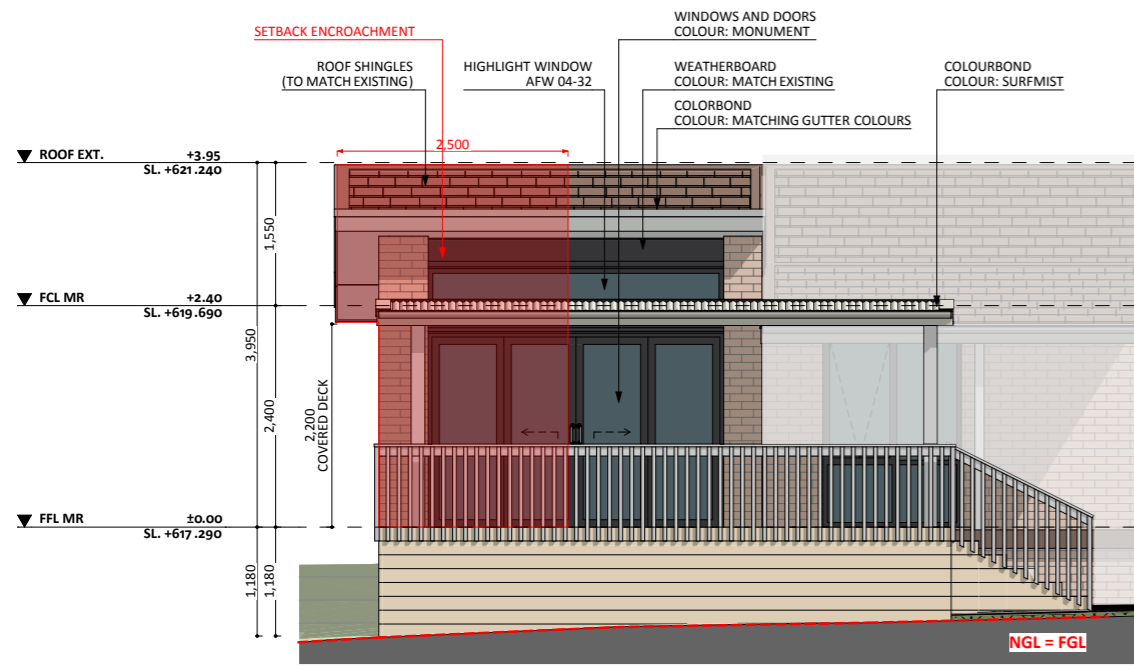 WINDOWS AND DOORS
COLOUR: MONUMENT
SETBACK ENCROACHMENT
ROOF SHINGLES
(TO MATCH EXISTING)
HIGHLIGHT WINDOW
AFW 04-32
WEATHERBOARD
COLOUR: MATCH EXISTING
COLOURBOND
COLOUR: SURFMIST
COLORBOND
COLOUR: MATCHING GUTTER COLOURS
2,500
ROOF EXT. +3.95
SL. +621.240
1,550
FCL MR +2.40
SL. +619.690
3,950
2,400
2,200
COVERED DECK
FFL MR ±0.00
SL. +617.290
1,180
1,180
NGL = FGL